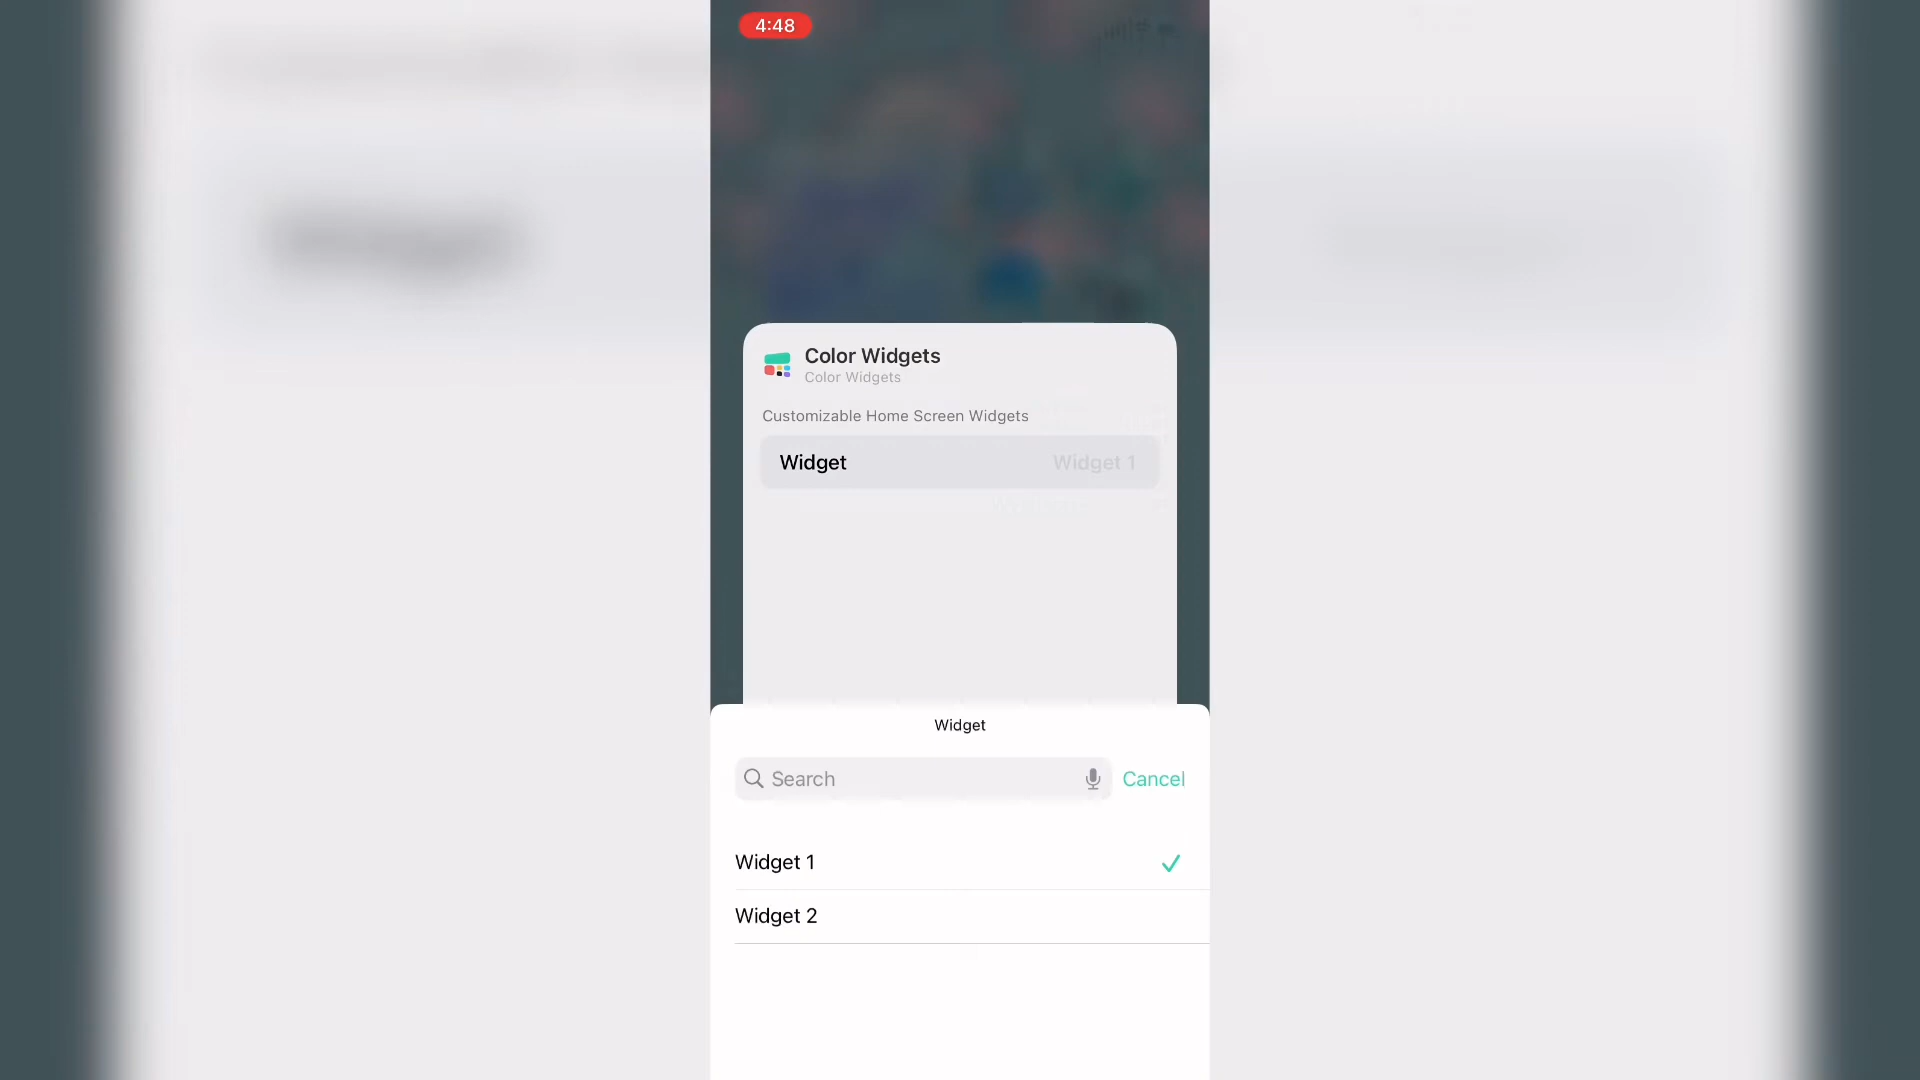 4:48
Color Widgets
Color Widgets
Customizable Home Screen Widgets
Widget Widget 1
Widget
Search Cancel
Widget 1
Widget 2